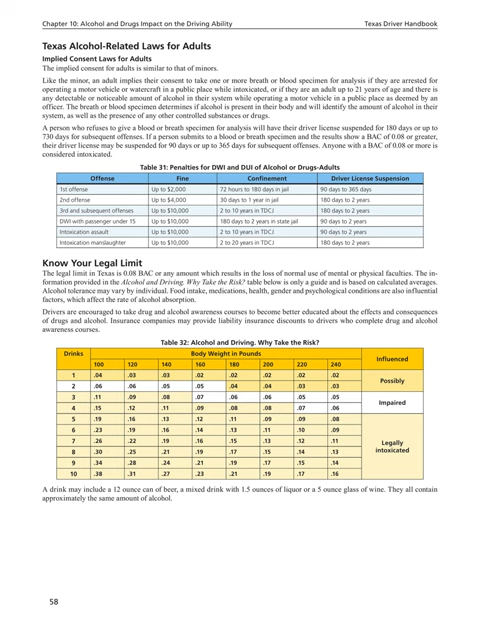 Chapter 10: Alcohol and Drugs Impact on the Driving Ability Texas Driver Handbook
Texas Alcohol-Related Laws for Adults
Implied Consent Laws for Adults
The implied consent for adults is similar to that of minors.
Like the minor, an adult implies their consent to take one or more breath or blood specimen for analysis if they are arrested for
operating a motor vehicle or watercraft in a public place while intoxicated, or if they are an adult up to 21 years of age and there is
any detectable or noticeable amount of alcohol in their system while operating a motor vehicle in a public place as deemed by an
officer. The breath or blood specimen determines if alcohol is present in their body and will identify the amount of alcohol in their
system, as well as the presence of any other controlled substances or drugs.
A person who refuses to give a blood or breath specimen for analysis will have their driver license suspended for 180 days or up to
730 days for subsequent offenses. If a person submits to a blood or breath specimen and the results show a BAC of 0.08 or greater,
their driver license may be suspended for 90 days or up to 365 days for subsequent offenses. Anyone with a BAC of 0.08 or more is
considered intoxicated.
Table 31: Penalties for DWI and DUI of Alcohol or Drugs-Adults
Offense Fine Confinement Driver License Suspension
1st offense Up to $2,000 72 hours to 180 days in jail 90 days to 365 days
2nd offense Up to $4,000 30 days to 1 year in jail 180 days to 2 years
3rd and subsequent offenses Up to $10,000 2 to 10 years in TDCJ 180 days to 2 years
DWI with passenger under 15 Up to $10,000 180 days to 2 years in state jail 90 days to 2 years
Intoxication assault Up to $10,000 2 to 10 years in TDCJ 90 days to 2 years
Intoxication manslaughter Up to $10,000 2 to 20 years in TDCJ 180 days to 2 years
Know Your Legal Limit
The legal limit in Texas is 0.08 BAC or any amount which results in the loss of normal use of mental or physical faculties. The in-
formation provided in the Alcohol and Driving. Why Take the Risk? table below is only a guide and is based on calculated averages.
Alcohol tolerance may vary by individual. Food intake, medications, health, gender and psychological conditions are also influential
factors, which affect the rate of alcohol absorption.
Drivers are encouraged to take drug and alcohol awareness courses to become better educated about the effects and consequences
of drugs and alcohol. Insurance companies may provide liability insurance discounts to drivers who complete drug and alcohol
awareness courses.
Table 32: Alcohol and Driving. Why Take the Risk?
Drinks Body Weight in Pounds Influenced
100 120 140 160 180 200 220 240
1 .04 .03 .03 .02 .02 .02 .02 .02 Possibly
2 .06 .06 .05 .05 .04 .04 .03 .03
3 .11 .09 .08 .07 .06 .06 .05 .05 Impaired
4 .15 .12 .11 .09 .08 .08 .07 .06
5 .19 .16 .13 .12 .11 .09 .09 .08 Legally intoxicated
6 .23 .19 .16 .14 .13 .11 .10 .09
7 .26 .22 .19 .16 .15 .13 .12 .11
8 .30 .25 .21 .19 .17 .15 .14 .13
9 .34 .28 .24 .21 .19 .17 .15 .14
10 .38 .31 .27 .23 .21 .19 .17 .16
A drink may include a 12 ounce can of beer, a mixed drink with 1.5 ounces of liquor or a 5 ounce glass of wine. They all contain
approximately the same amount of alcohol.
58